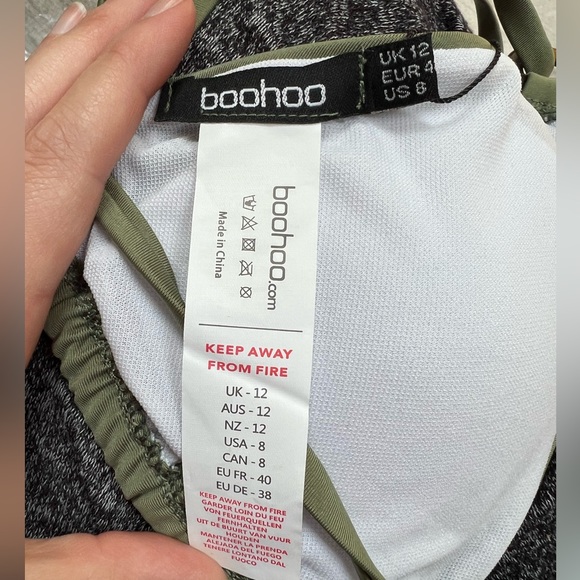 boohoo
UK 12
EUR 4
US 8
boohoo.com
Made in China
KEEP AWAY
FROM FIRE
UK - 12
AUS - 12
NZ - 12
USA - 8
CAN - 8
EU FR - 40
EU DE - 38
KEEP AWAY FROM FIRE
GARDER LOIN DU FEU
VON FEUERQUELLEN
FERNHALTEN
UIT DE BUURT VAN VUUR
HOUDEN
MANTENER LA PRENDA
ALEJADA DEL FUEGO
TENERE LONTANO DAL
FUOCO